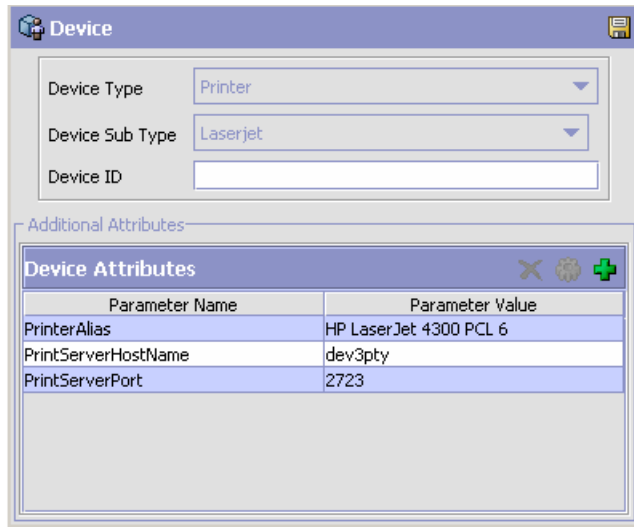 Device
Device Type Printer
Device Sub Type Laserjet
Device ID
Additional Attributes
Device Attributes
Parameter Name Parameter Value
PrinterAlias HP LaserJet 4300 PCL 6
PrintServerHostName dev3pty
PrintServerPort 2723